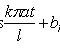 s kπat/l + b_i